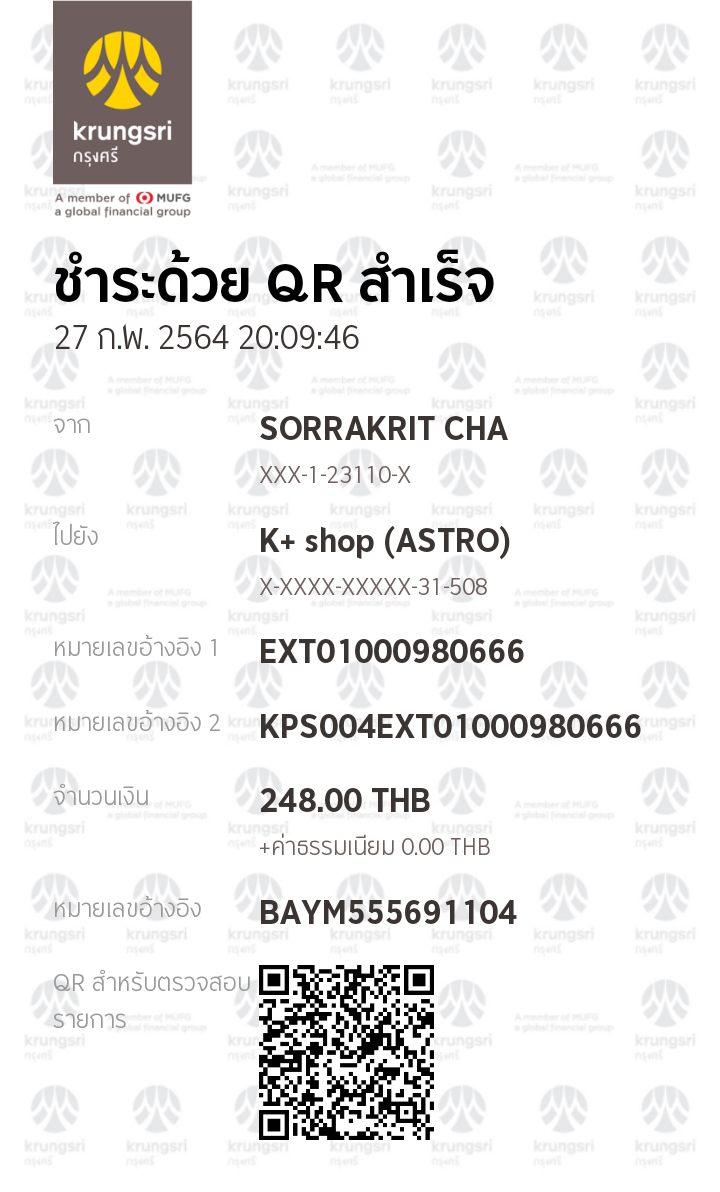 krungsri
กรุงศรี
A member of MUFG
a global financial group
ชำระด้วย QR สำเร็จ
27 ก.พ. 2564 20:09:46
จาก
SORRAKRIT CHA
XXX-1-23110-X
ไปยัง
K+ shop (ASTRO)
X-XXXX-XXXXX-31-508
หมายเลขอ้างอิง 1
EXT01000980666
หมายเลขอ้างอิง 2
KPS004EXT01000980666
จำนวนเงิน
248.00 THB
+ค่าธรรมเนียม 0.00 THB
หมายเลขอ้างอิง
BAYM555691104
QR สำหรับตรวจสอบ
รายการ